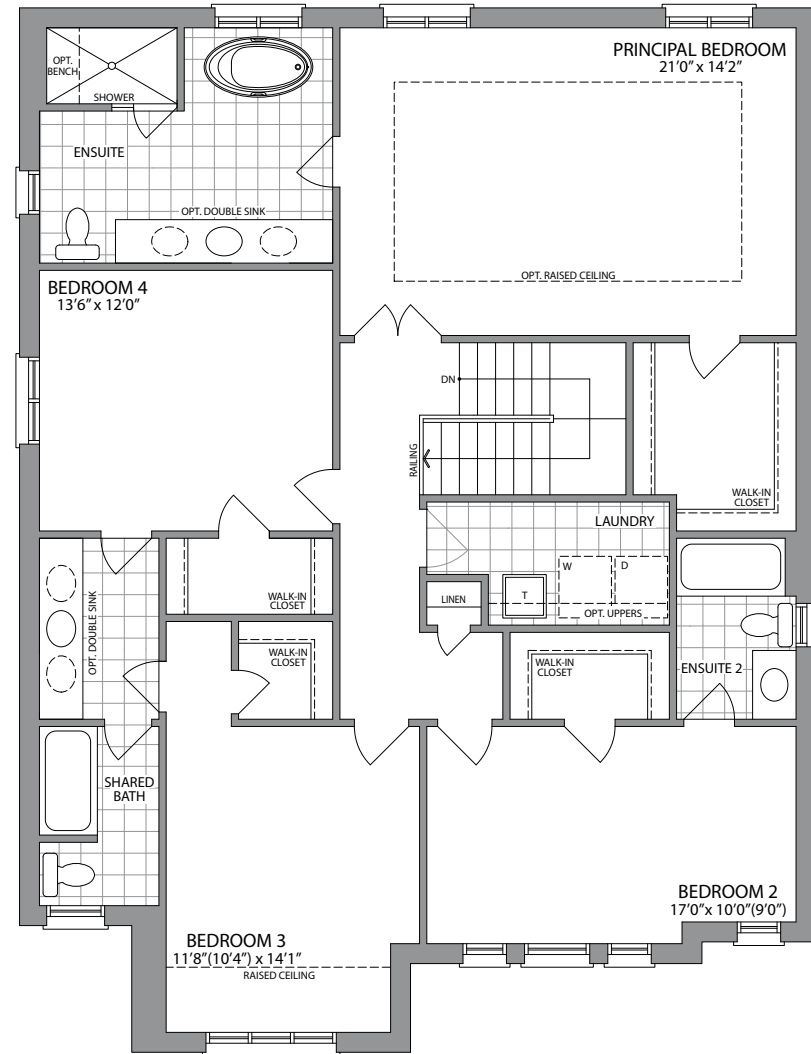 PRINCIPAL BEDROOM
21'0" x 14'2"
OPT.
BENCH
SHOWER
ENSUITE
OPT. DOUBLE SINK
OPT. RAISED CEILING
BEDROOM 4
13'6" x 12'0"
DN
RAILING
WALK-IN
CLOSET
LAUNDRY
W
D
T
OPT. UPPERS
LINEN
WALK-IN
CLOSET
OPT. DOUBLE SINK
WALK-IN
CLOSET
WALK-IN
CLOSET
ENSUITE 2
SHARED
BATH
BEDROOM 2
17'0" x 10'0"(9'0")
BEDROOM 3
11'8"(10'4") x 14'1"
RAISED CEILING